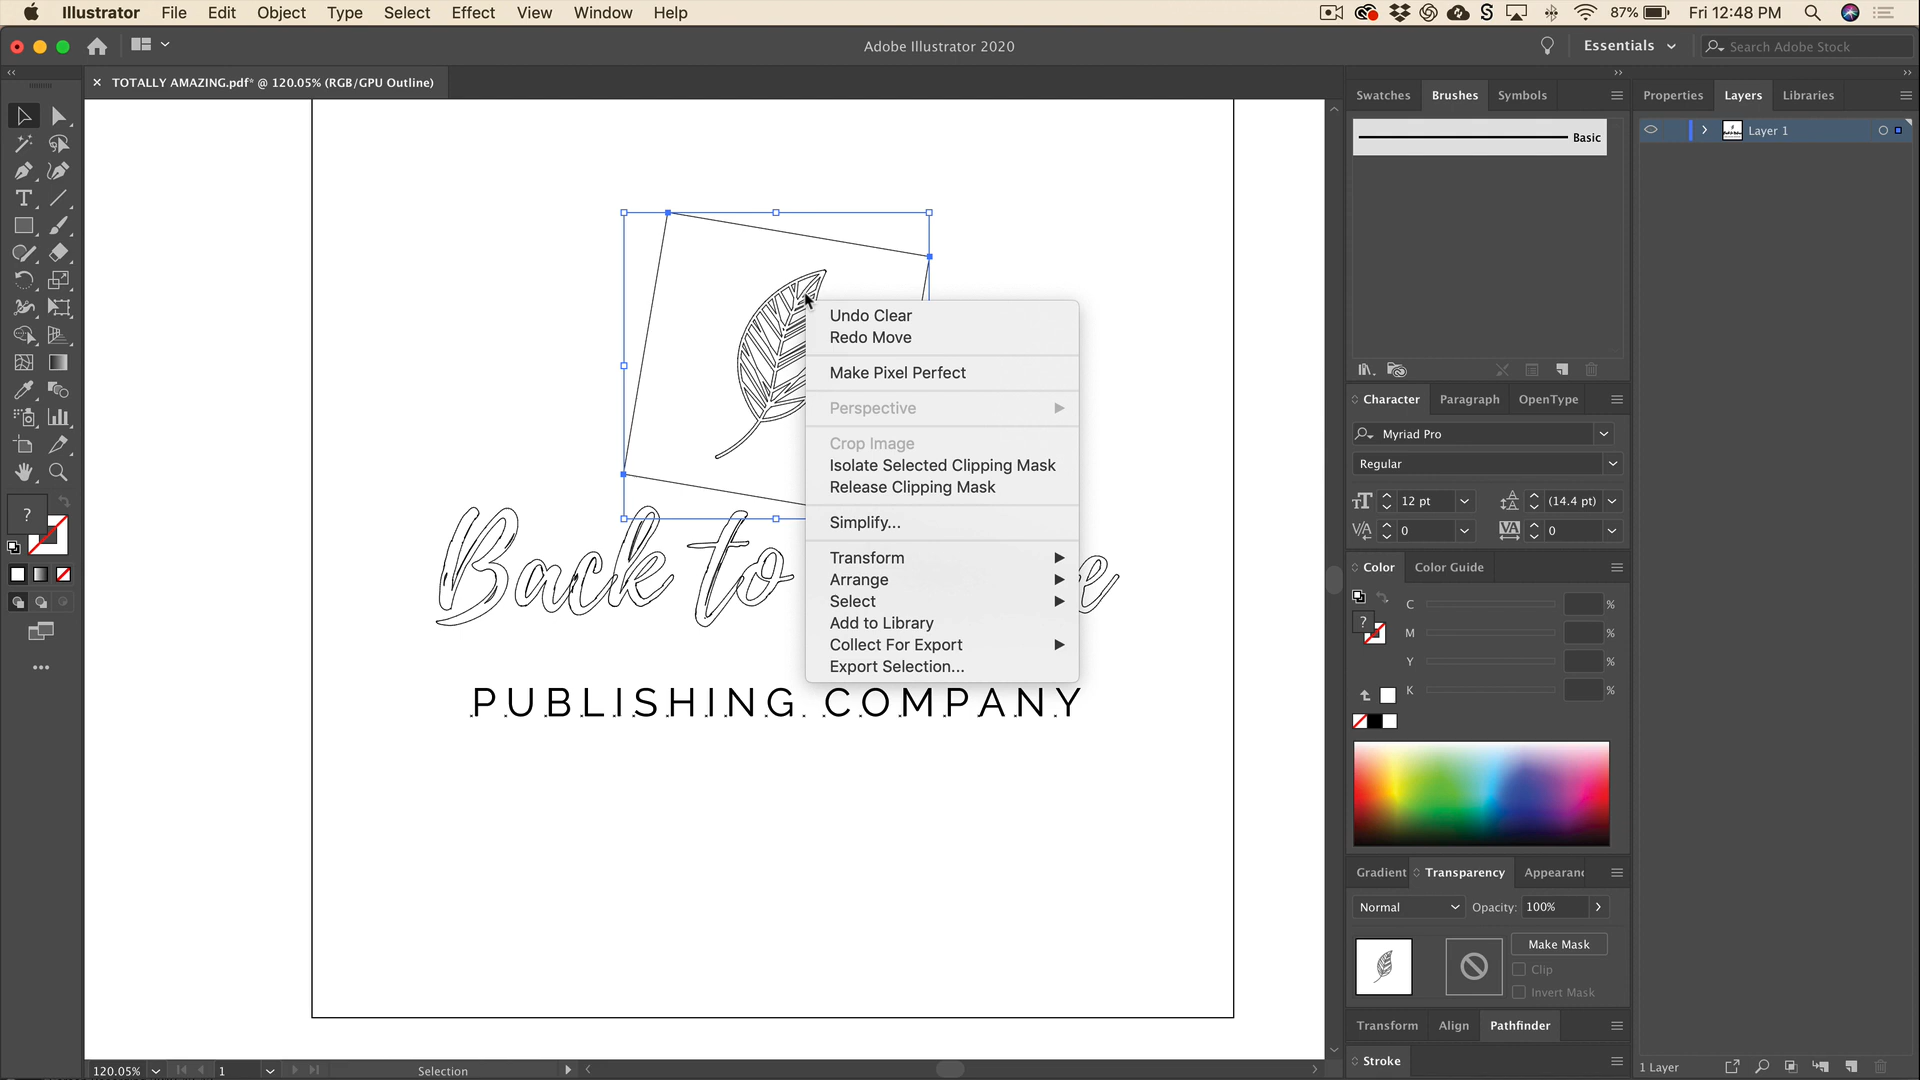 Illustrator File Edit Object Type Select Effect View Window Help
87% Fri 12:48 PM
Adobe Illustrator 2020
Essentials
Search Adobe Stock
TOTALLY AMAZING.pdf* @ 120.05% (RGB/GPU Outline)
Swatches Brushes Symbols
Properties Layers Libraries
Basic
Layer 1
Undo Clear
Redo Move
Make Pixel Perfect
Perspective
Crop Image
Isolate Selected Clipping Mask
Release Clipping Mask
Simplify...
Transform
Arrange
Select
Add to Library
Collect For Export
Export Selection...
Back to
e
PUBLISHING COMPANY
Character Paragraph OpenType
Myriad Pro
Regular
12 pt (14.4 pt)
0 0
Color Color Guide
C %
M %
Y %
K %
Gradient Transparency Appearanc
Normal Opacity: 100%
Make Mask
Clip
Invert Mask
Transform Align Pathfinder
Stroke
120.05% 1 Selection
1 Layer